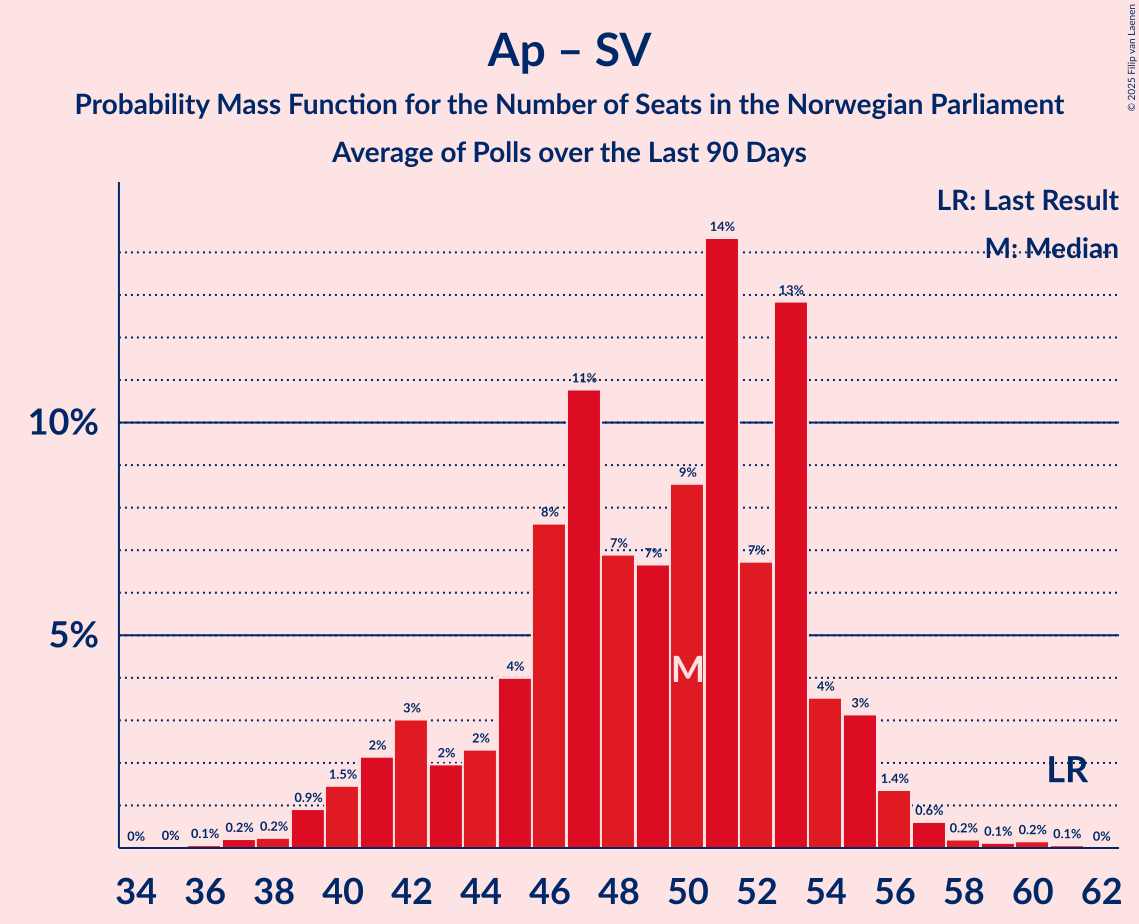 © 2025 Filip van Laenen
Ap – SV
Probability Mass Function for the Number of Seats in the Norwegian Parliament
Average of Polls over the Last 90 Days
LR: Last Result
M: Median
10%
5%
0% 0% 0.1% 0.2% 0.2% 0.9% 1.5% 2% 3% 2% 2% 4% 8% 11% 7% 7% 9% 14% 7% 13% 4% 3% 1.4% 0.6% 0.2% 0.1% 0.2% 0.1% 0%
M
LR
34 36 38 40 42 44 46 48 50 52 54 56 58 60 62